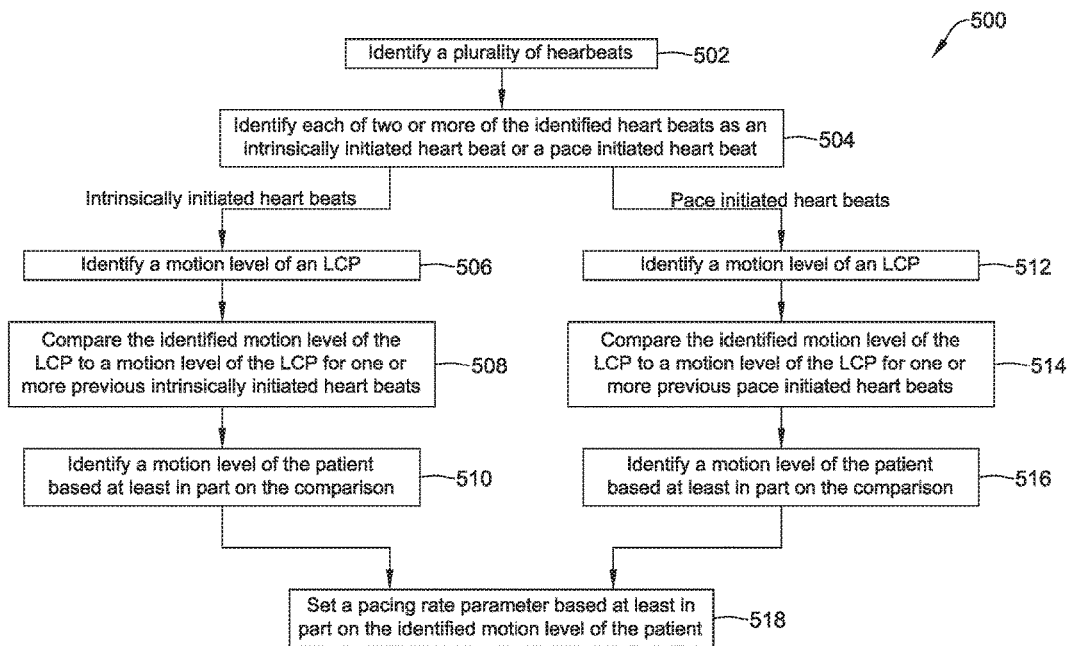 500
Identify a plurality of hearbeats
502
Identify each of two or more of the identified heart beats as an
intrinsically initiated heart beat or a pace initiated heart beat
504
Intrinsically initiated heart beats
Pace initiated heart beats
Identify a motion level of an LCP
506
Identify a motion level of an LCP
512
Compare the identified motion level of the
LCP to a motion level of the LCP for one or
more previous intrinsically initiated heart beats
508
Compare the identified motion level of the
LCP to a motion level of the LCP for one or
more previous pace initiated heart beats
514
Identify a motion level of the patient
based at least in part on the comparison
510
Identify a motion level of the patient
based at least in part on the comparison
516
Set a pacing rate parameter based at least in
part on the identified motion level of the patient
518